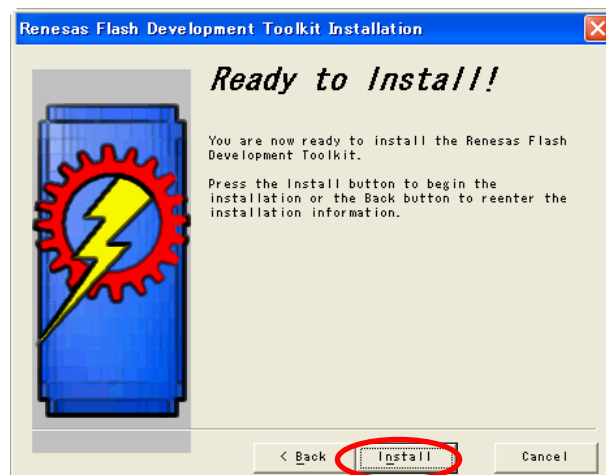 Renesas Flash Development Toolkit Installation
Ready to Install!
You are now ready to install the Renesas Flash
Development Toolkit.
Press the Install button to begin the
installation or the Back button to reenter the
installation information.
< Back
Install
Cancel